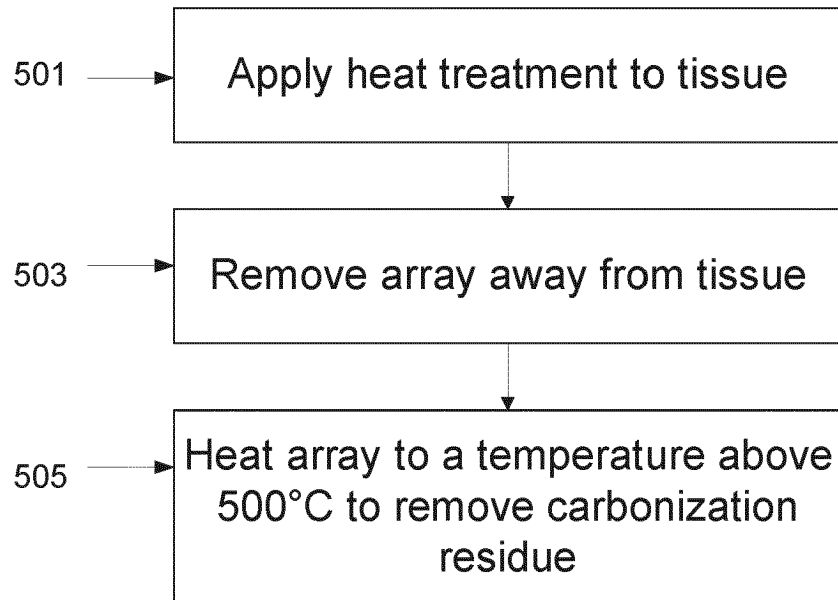 501
Apply heat treatment to tissue
503
Remove array away from tissue
505
Heat array to a temperature above
500°C to remove carbonization
residue